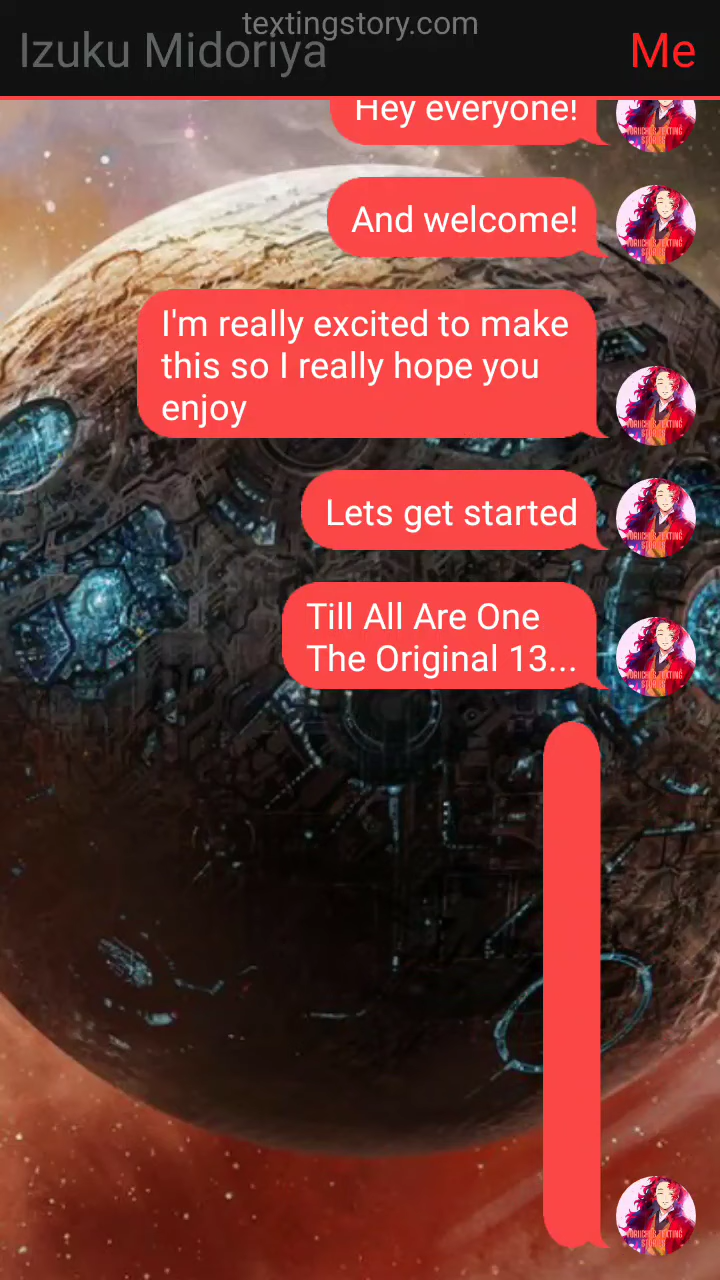 textingstory.com
Izuku Midoriya
Me
Hey everyone!
And welcome!
I'm really excited to make
this so I really hope you
enjoy
Lets get started
Till All Are One
The Original 13...